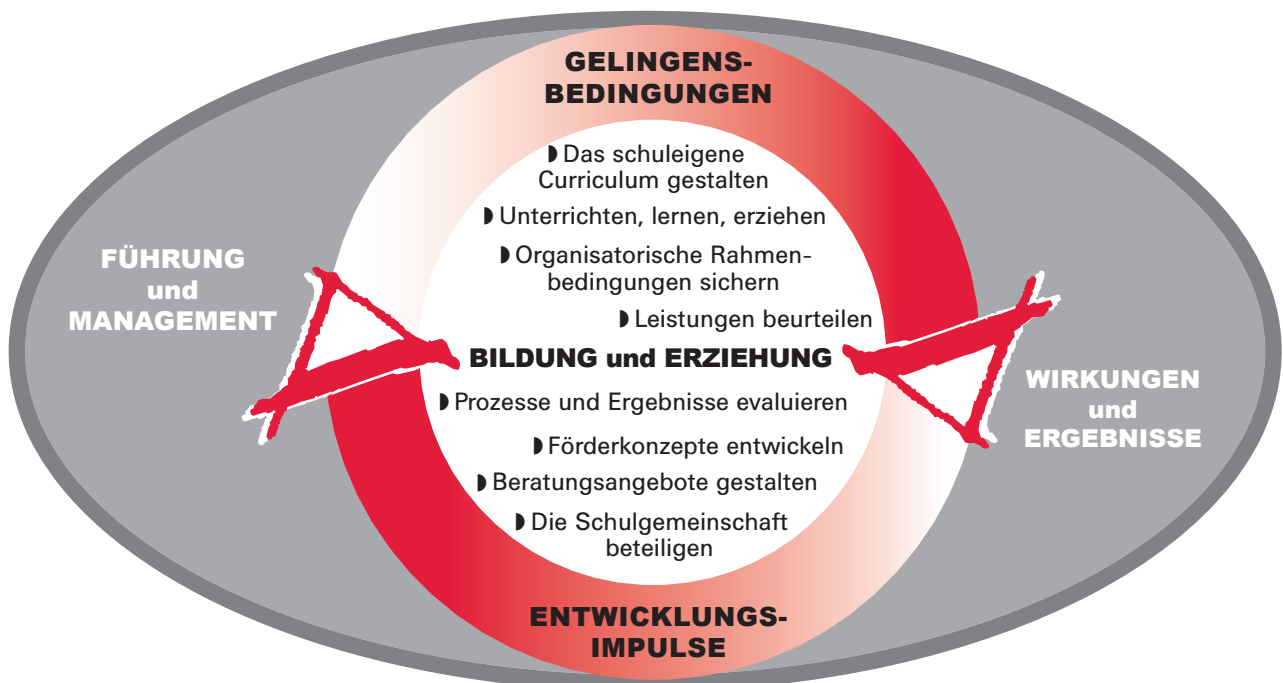 GELINGENS-
BEDINGUNGEN
◗ Das schuleigene
Curriculum gestalten
◗ Unterrichten, lernen, erziehen
◗ Organisatorische Rahmen-
bedingungen sichern
◗ Leistungen beurteilen
FÜHRUNG
und
MANAGEMENT
BILDUNG und ERZIEHUNG
WIRKUNGEN
und
ERGEBNISSE
◗ Prozesse und Ergebnisse evaluieren
◗ Förderkonzepte entwickeln
◗ Beratungsangebote gestalten
◗ Die Schulgemeinschaft
beteiligen
ENTWICKLUNGS-
IMPULSE